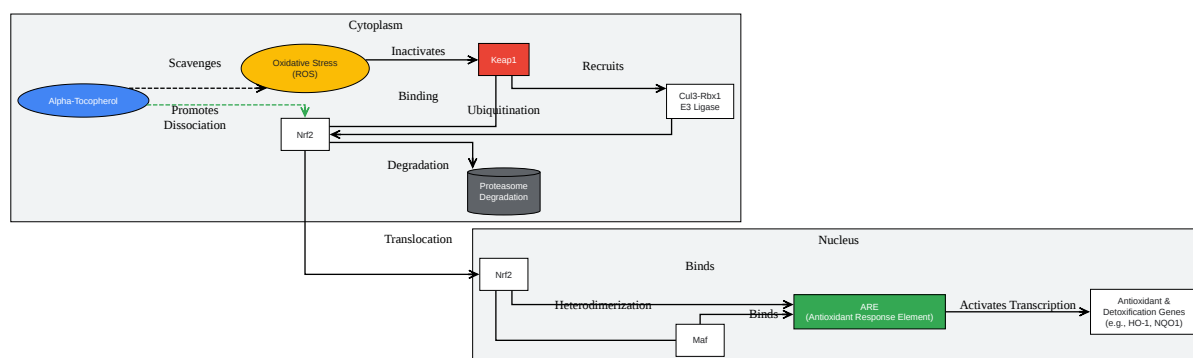 Cytoplasm
Scavenges
Oxidative Stress
(ROS)
Inactivates
Keap1
Recruits
Alpha-Tocopherol
Promotes
Dissociation
Binding
Ubiquitination
Cul3-Rbx1
E3 Ligase
Nrf2
Degradation
Proteasome
Degradation
Translocation
Nucleus
Nrf2
Binds
Heterodimerization
Binds
Maf
ARE
(Antioxidant Response Element)
Activates Transcription
Antioxidant &
Detoxification Genes
(e.g., HO-1, NQO1)